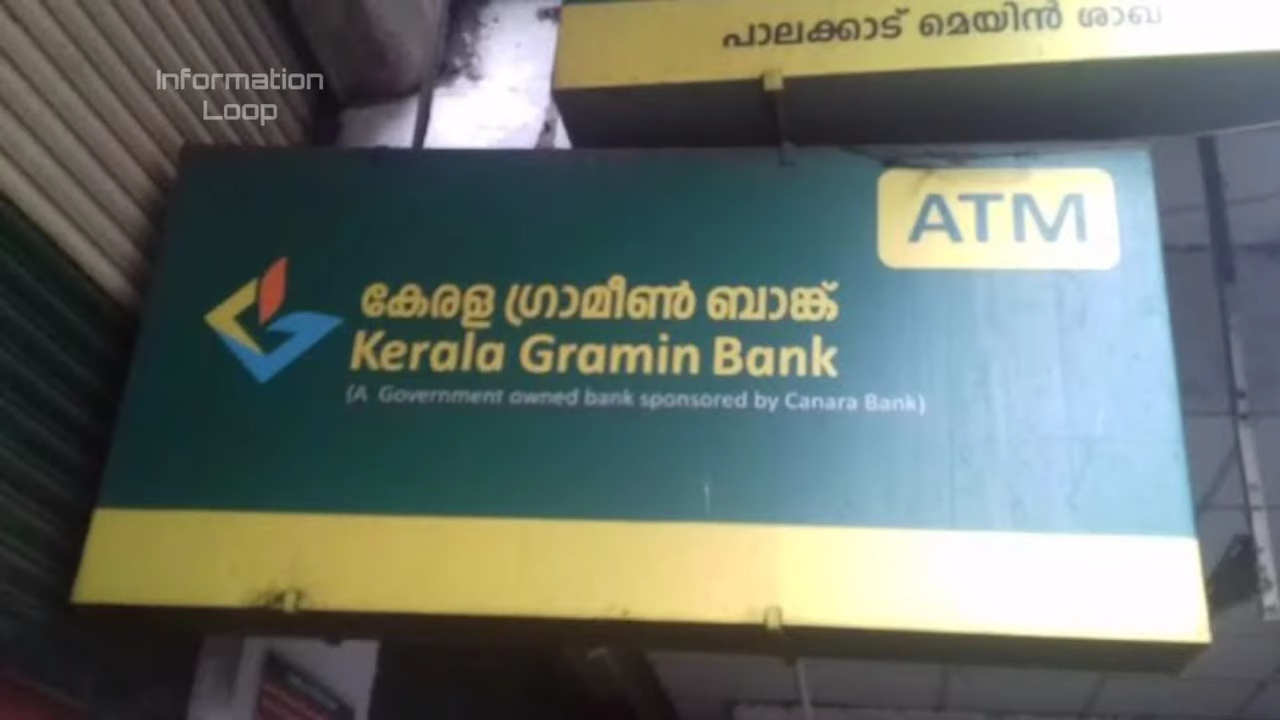 Information
Loop
പാലക്കാട് മെയിൻ ശാഖ
ATM
കേരള ഗ്രാമീൺ ബാങ്ക്
Kerala Gramin Bank
(A Government owned bank sponsored by Canara Bank)